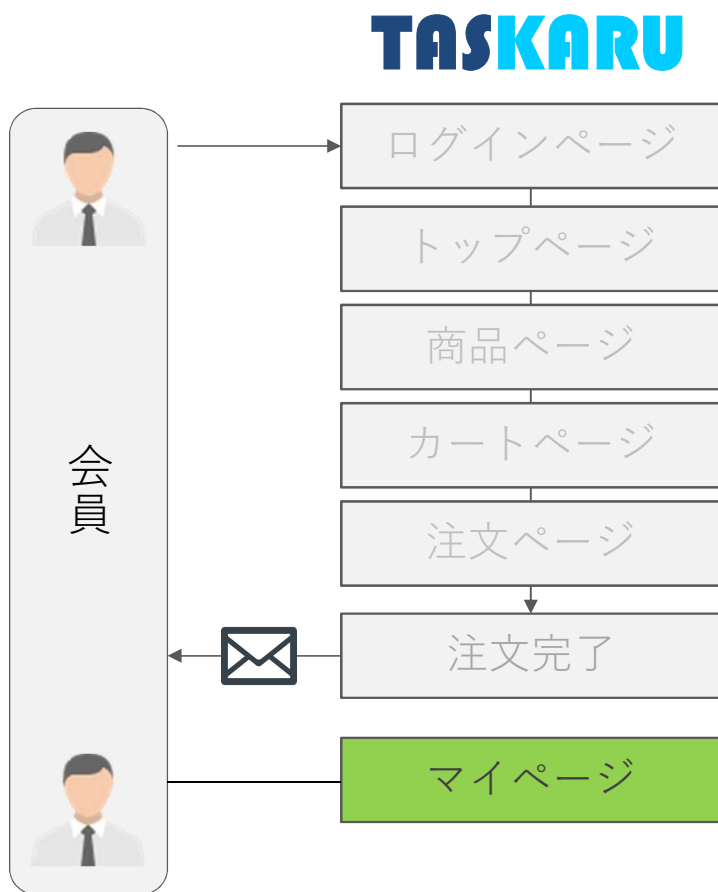 TASKARU
ログインページ
トップページ
商品ページ
カートページ
会員
注文ページ
注文完了
マイページ